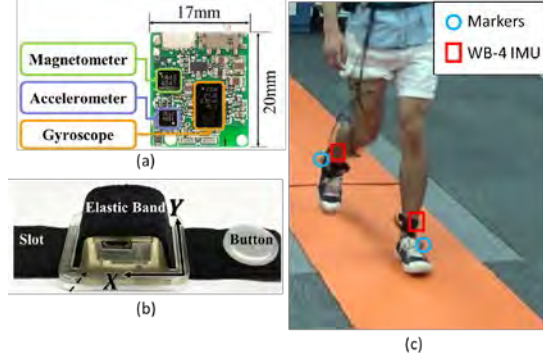 17mm
Magnetometer
Accelerometer
Gyroscope
20mm
(a)
Elastic Band
Y
Slot
Button
X
(b)
Markers
WB-4 IMU
(c)